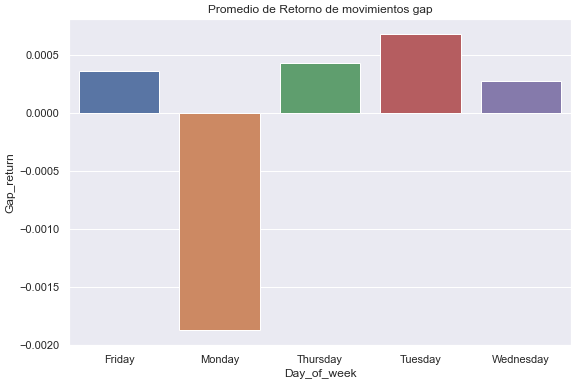 Promedio de Retorno de movimientos gap
0.0005
0.0000
−0.0005
−0.0010
−0.0015
−0.0020
Gap_return
Friday Monday Thursday Tuesday Wednesday
Day_of_week